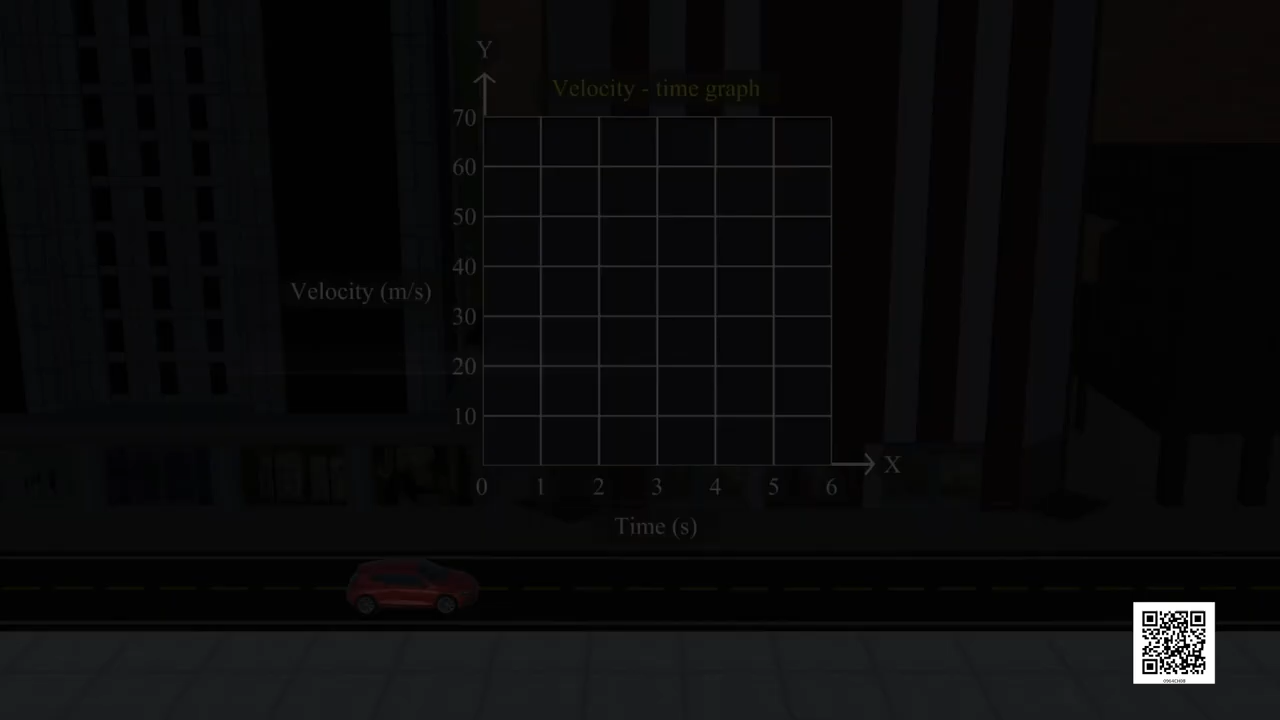 Y
Velocity - time graph
70
60
50
40
Velocity (m/s)
30
20
10
X
0 1 2 3 4 5 6
Time (s)
0964CH08